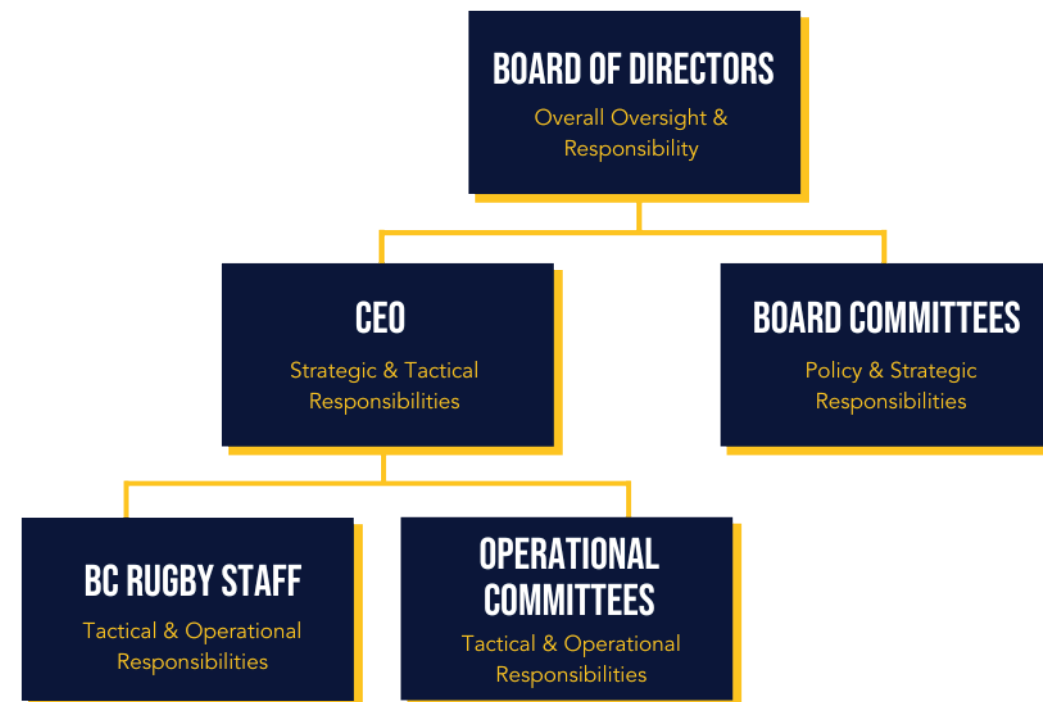 BOARD OF DIRECTORS
Overall Oversight &
Responsibility
CEO
Strategic & Tactical
Responsibilities
BOARD COMMITTEES
Policy & Strategic
Responsibilities
BC RUGBY STAFF
Tactical & Operational
Responsibilities
OPERATIONAL
COMMITTEES
Tactical & Operational
Responsibilities